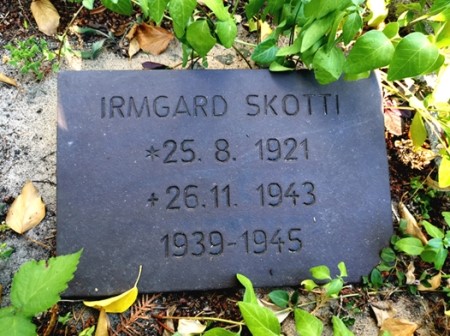 IRMGARD SKOTTI
*25. 8. 1921
+26.11. 1943
1939-1945